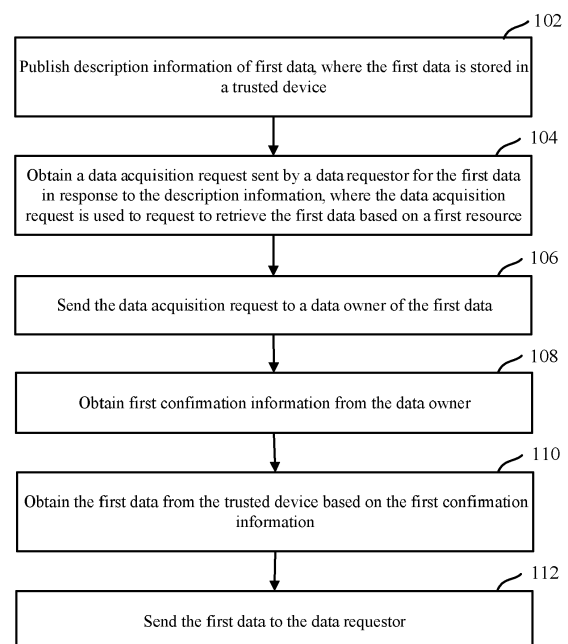 102
Publish description information of first data, where the first data is stored in
a trusted device
104
Obtain a data acquisition request sent by a data requestor for the first data
in response to the description information, where the data acquisition
request is used to request to retrieve the first data based on a first resource
106
Send the data acquisition request to a data owner of the first data
108
Obtain first confirmation information from the data owner
110
Obtain the first data from the trusted device based on the first confirmation
information
112
Send the first data to the data requestor